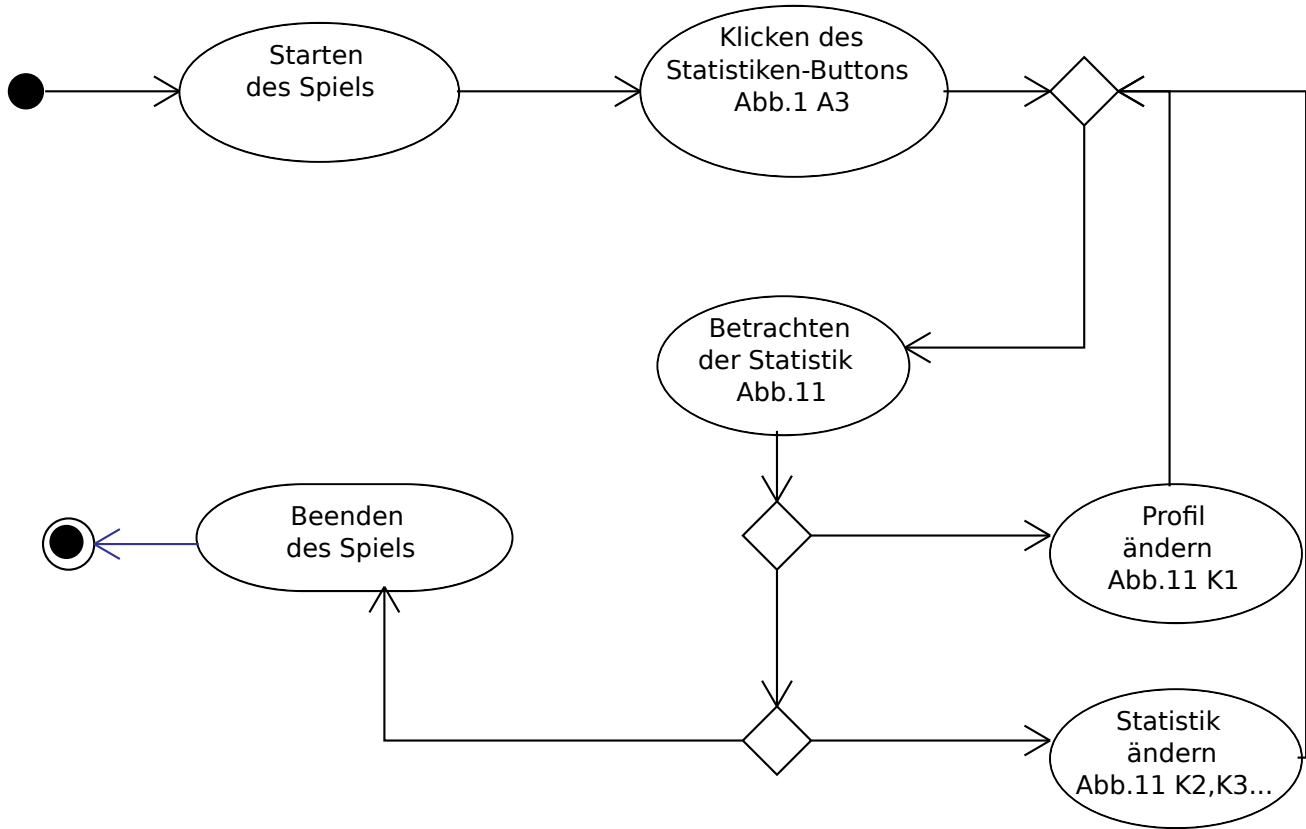 Starten
des Spiels
Klicken des
Statistiken-Buttons
Abb.1 A3
Betrachten
der Statistik
Abb.11
Beenden
des Spiels
Profil
ändern
Abb.11 K1
Statistik
ändern
Abb.11 K2,K3...